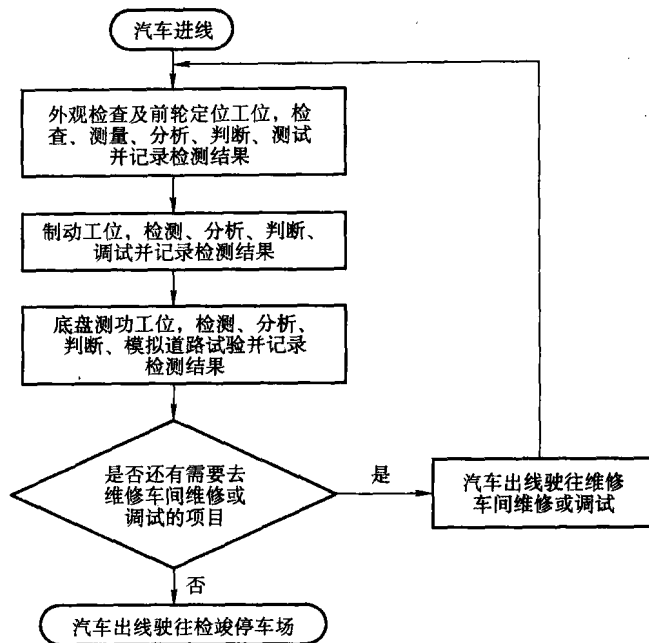 汽车进线
外观检查及前轮定位工位，检
查、测量、分析、判断、测试
并记录检测结果
制动工位，检测、分析、判断、
调试并记录检测结果
底盘测功工位，检测、分析、
判断、模拟道路试验并记录
检测结果
是否还有需要去
维修车间维修或
调试的项目
是
汽车出线驶往维修
车间维修或调试
否
汽车出线驶往检竣停车场